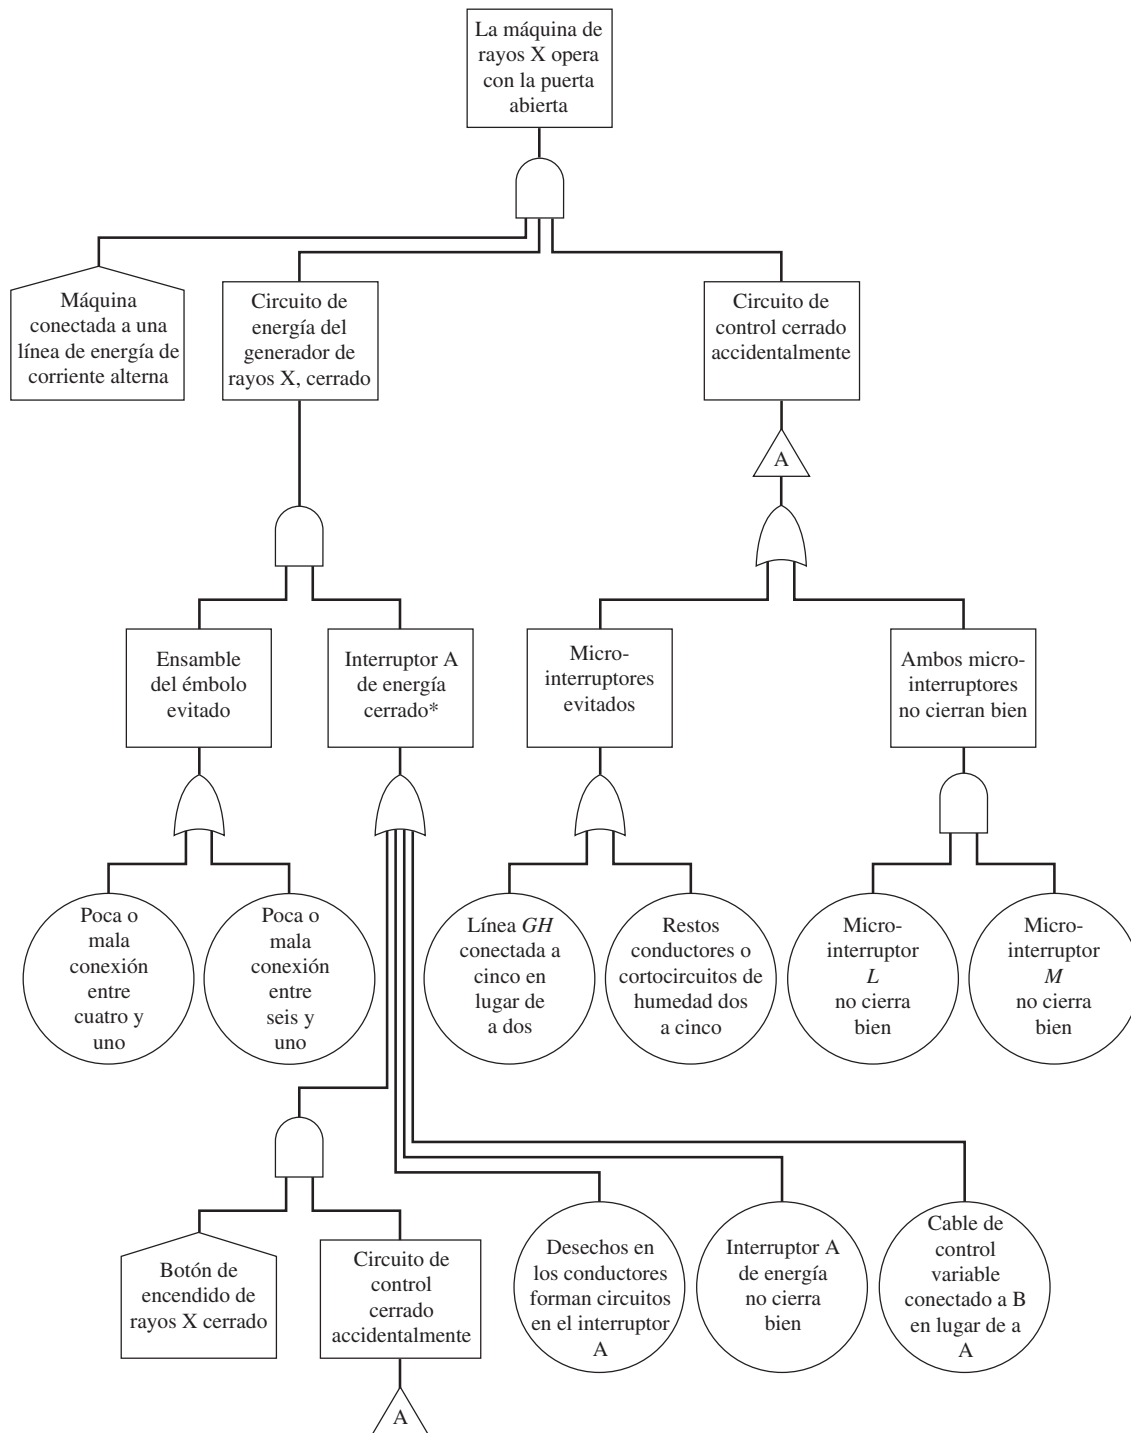 La máquina de
rayos X opera
con la puerta
abierta
Máquina
conectada a una
línea de energía de
corriente alterna
Circuito de
energía del
generador de
rayos X, cerrado
Circuito de
control cerrado
accidentalmente
A
Ensamble
del émbolo
evitado
Interruptor A
de energía
cerrado*
Micro-
interruptores
evitados
Ambos micro-
interruptores
no cierran bien
Poca o
mala
conexión
entre
cuatro y
uno
Poca o
mala
conexión
entre
seis y
uno
Línea GH
conectada a
cinco en
lugar de
a dos
Restos
conductores o
cortocircuitos de
humedad dos
a cinco
Micro-
interruptor
L
no cierra
bien
Micro-
interruptor
M
no cierra
bien
Botón de
encendido de
rayos X cerrado
Circuito de
control
cerrado
accidentalmente
Desechos en
los conductores
forman circuitos
en el interruptor
A
Interruptor A
de energía
no cierra
bien
Cable de
control
variable
conectado a B
en lugar de a
A
A